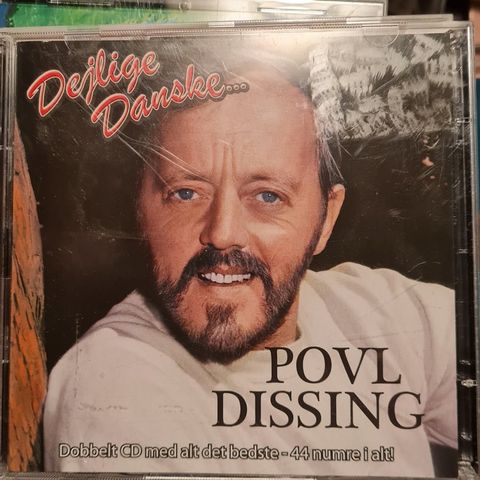 Dejlige
Danske...
POVL
DISSING
Dobbelt CD med alt det bedste - 44 numre i alt!